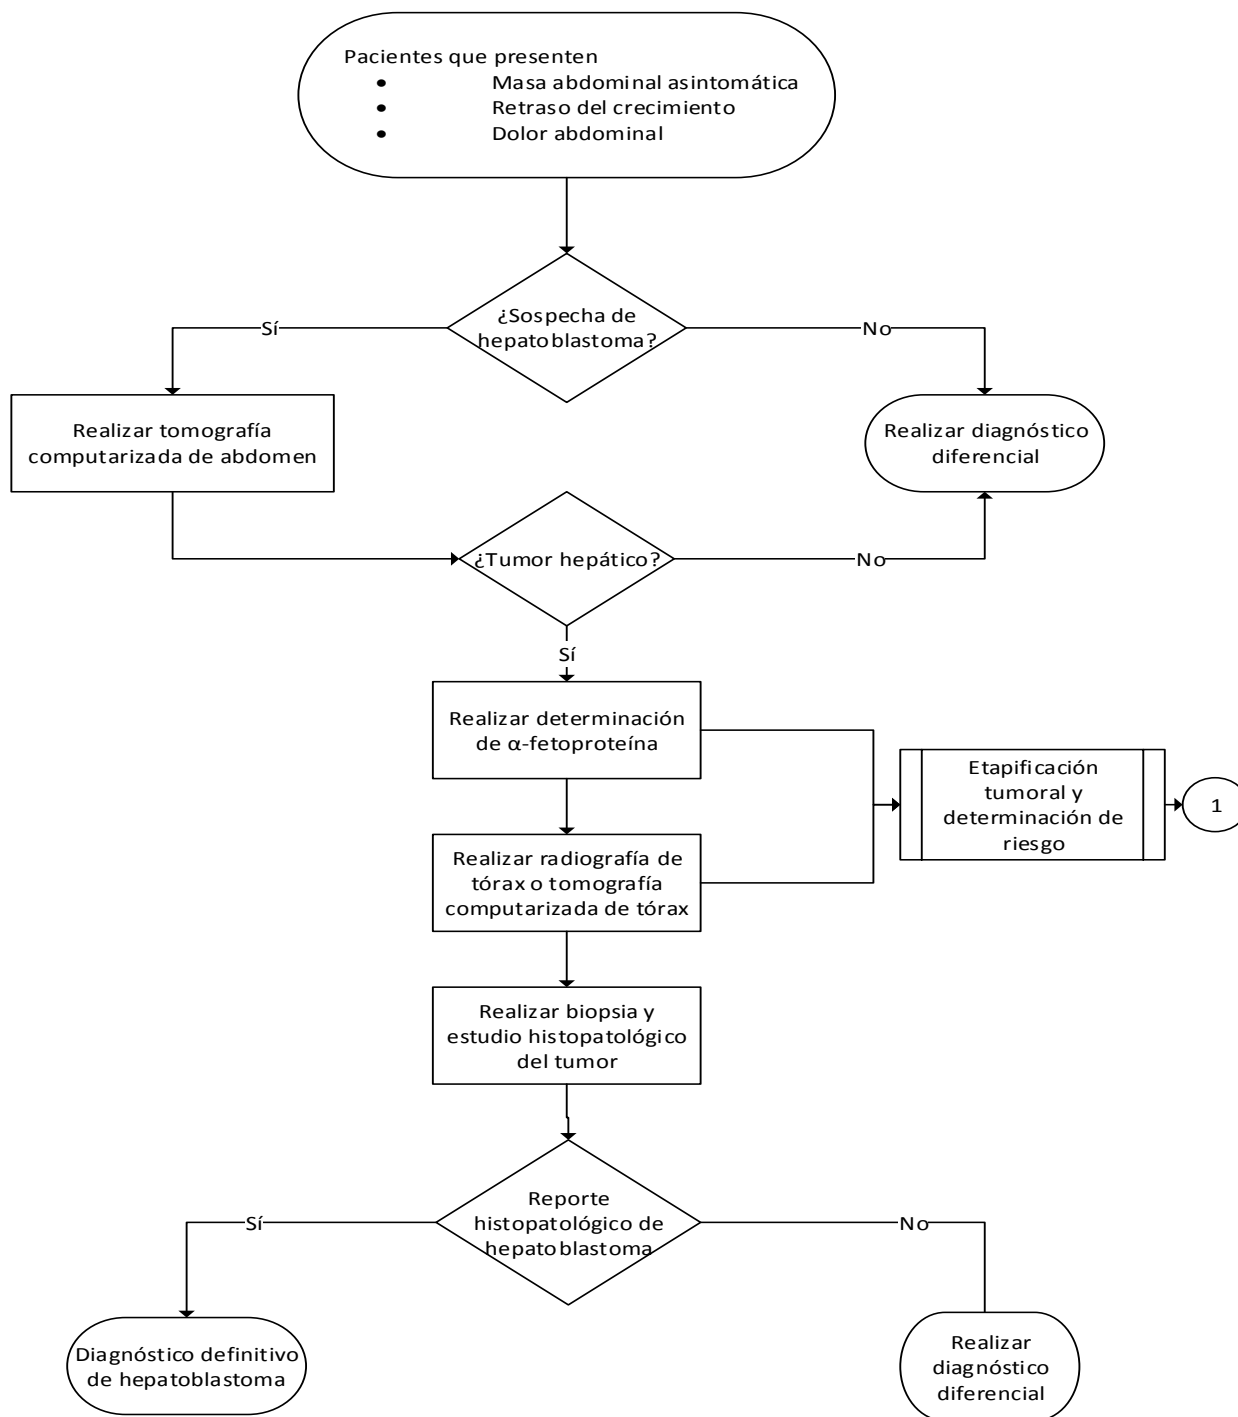 Pacientes que presenten
• Masa abdominal asintomática
• Retraso del crecimiento
• Dolor abdominal
¿Sospecha de
hepatoblastoma?
Sí
No
Realizar tomografía
computarizada de abdomen
Realizar diagnóstico
diferencial
¿Tumor hepático?
No
Sí
Realizar determinación
de α-fetoproteína
Etapificación
tumoral y
determinación de
riesgo
1
Realizar radiografía de
tórax o tomografía
computarizada de tórax
Realizar biopsia y
estudio histopatológico
del tumor
Reporte
histopatológico de
hepatoblastoma
Sí
No
Diagnóstico definitivo
de hepatoblastoma
Realizar
diagnóstico
diferencial